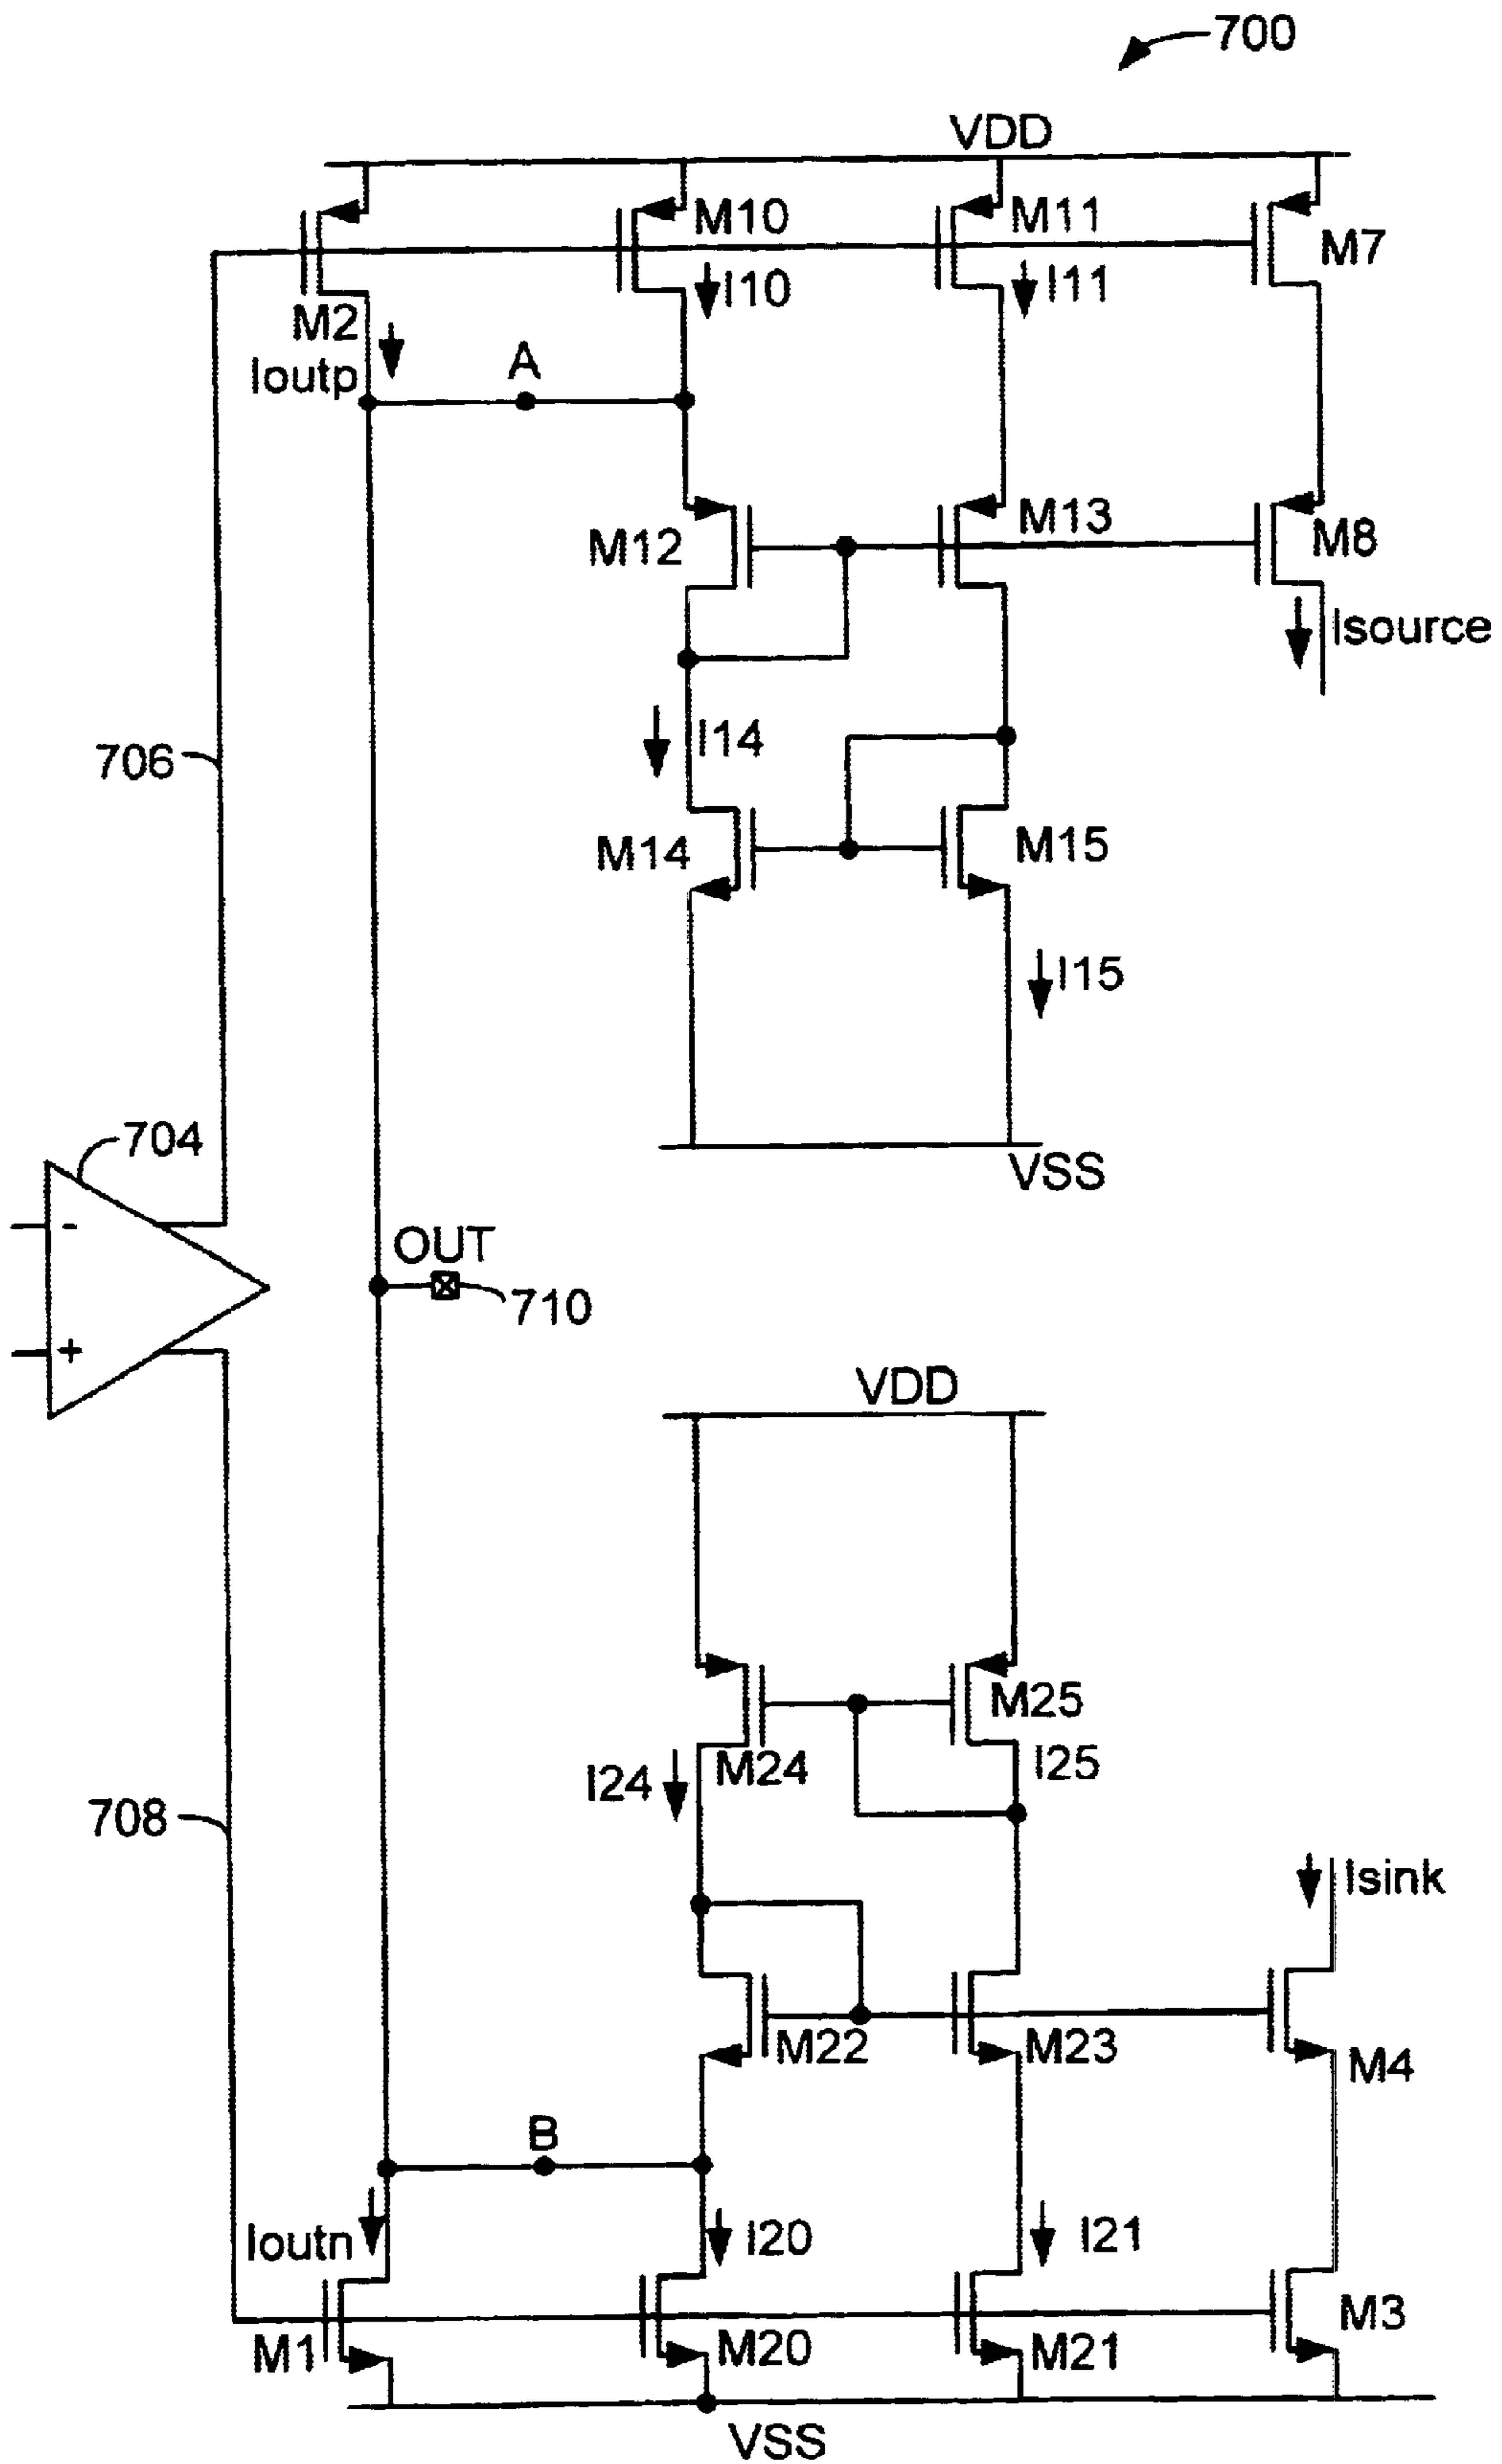 700
VDD
M10
M11
M7
I10
I11
M2
Ioutp
A
M12
M13
M8
Isource
706
I14
M14
M15
I15
704
VSS
-
OUT
710
+
VDD
M25
I24
M24
I25
708
Isink
M22
M23
M4
B
Ioutn
I20
I21
M1
M20
M21
M3
VSS